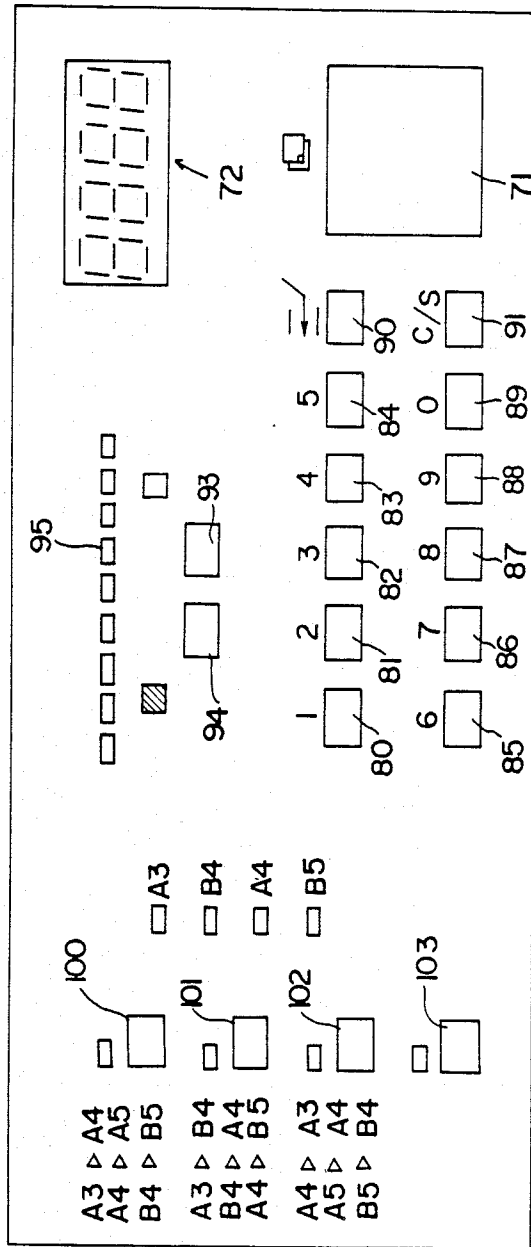 95
72
A3 ▷ A4
A4 ▷ A5
B4 ▷ B5
100
A3
94
93
A3 ▷ B4
B4 ▷ A4
A4 ▷ B5
101
B4
A4
B5
A4 ▷ A3
A5 ▷ A4
B5 ▷ B4
102
1 2 3 4 5
80 81 82 83 84 90
103
6 7 8 9 0 C/S
85 86 87 88 89 91
71